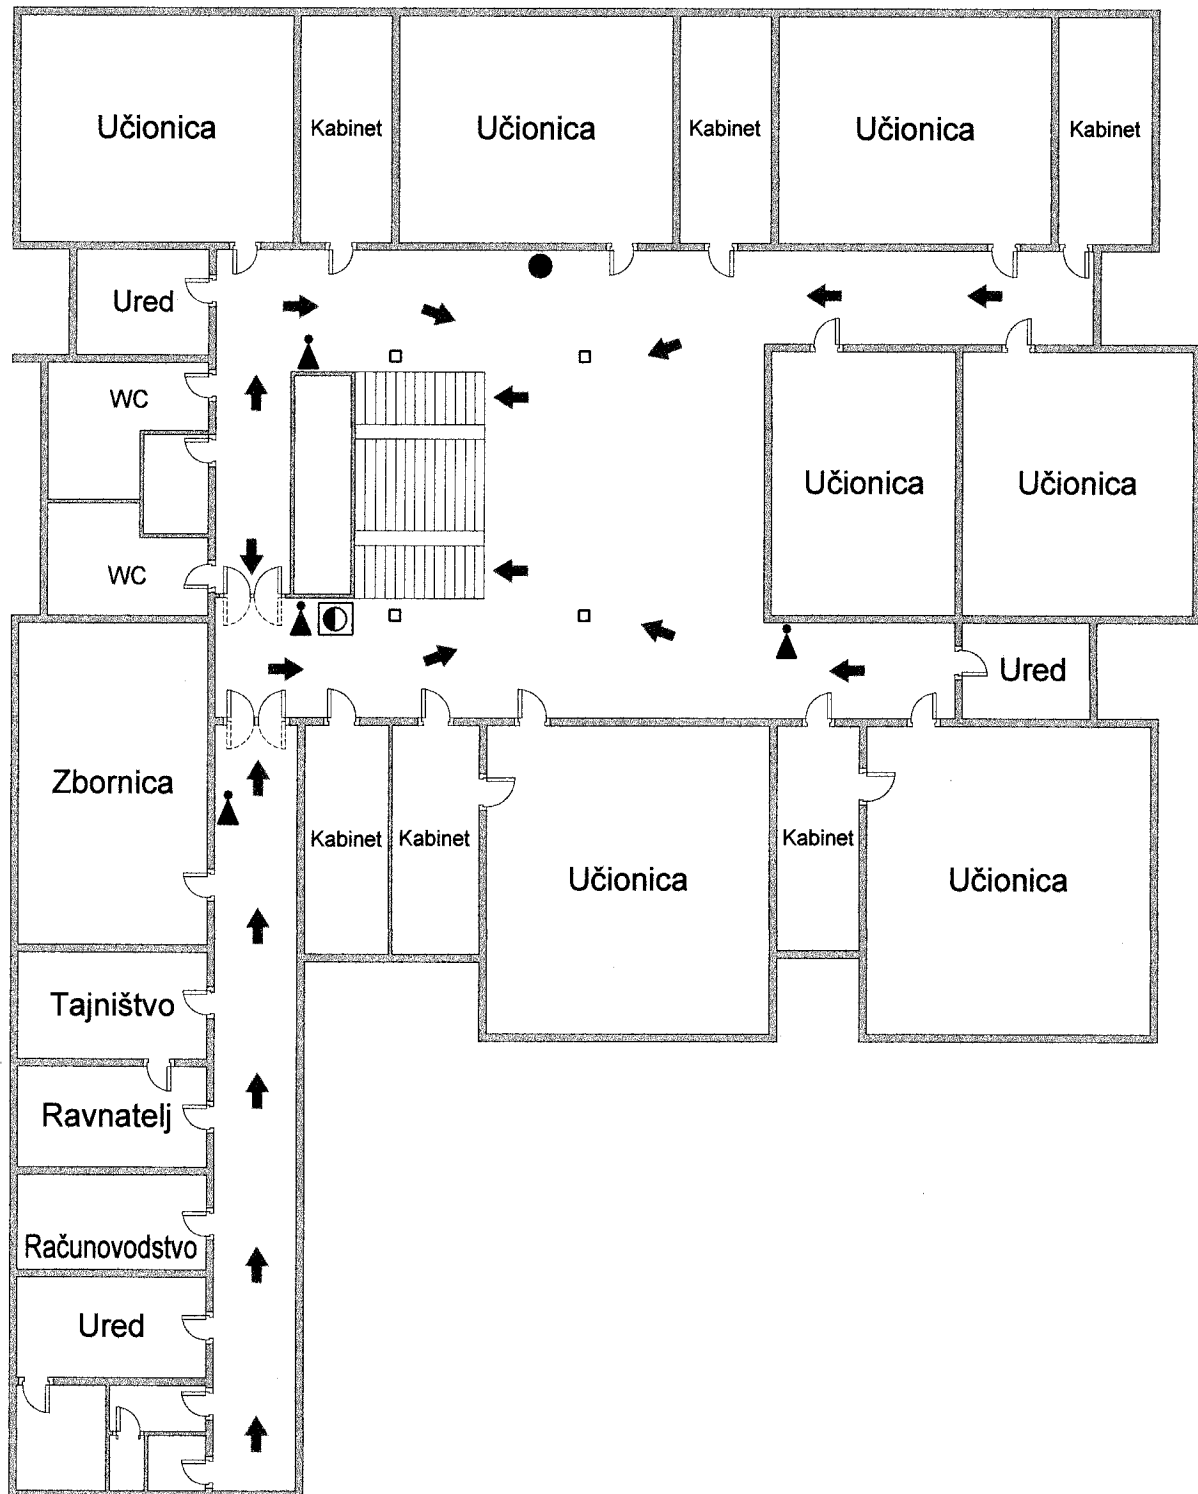 Učionica
Kabinet
Učionica
Kabinet
Učionica
Kabinet
Ured
WC
Učionica
Učionica
WC
Ured
Zbornica
Kabinet
Kabinet
Učionica
Kabinet
Učionica
Tajništvo
Ravnatelj
Računovodstvo
Ured